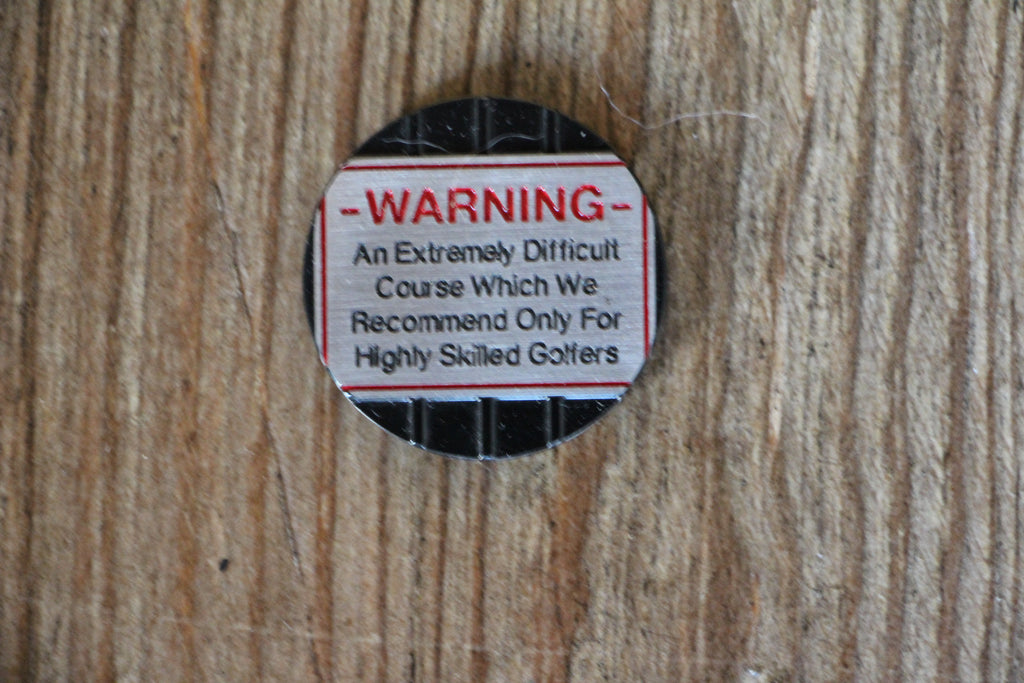 -WARNING-
An Extremely Difficult
Course Which We
Recommend Only For
Highly Skilled Golfers